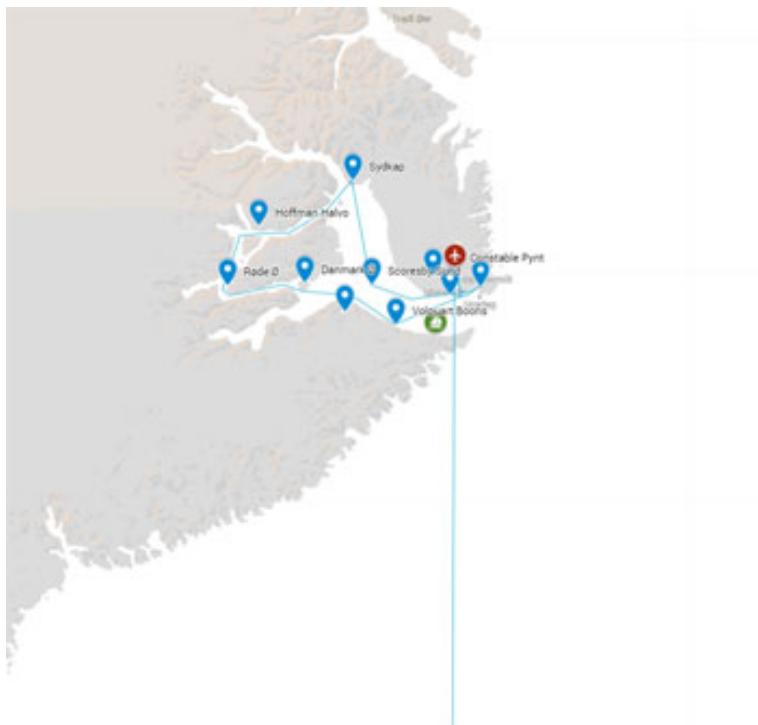 Sydkap
Hoffman Halvo
Constable Pynt
Røde Ø
Danmark Ø
Scoresby Sund
Volquart Boons